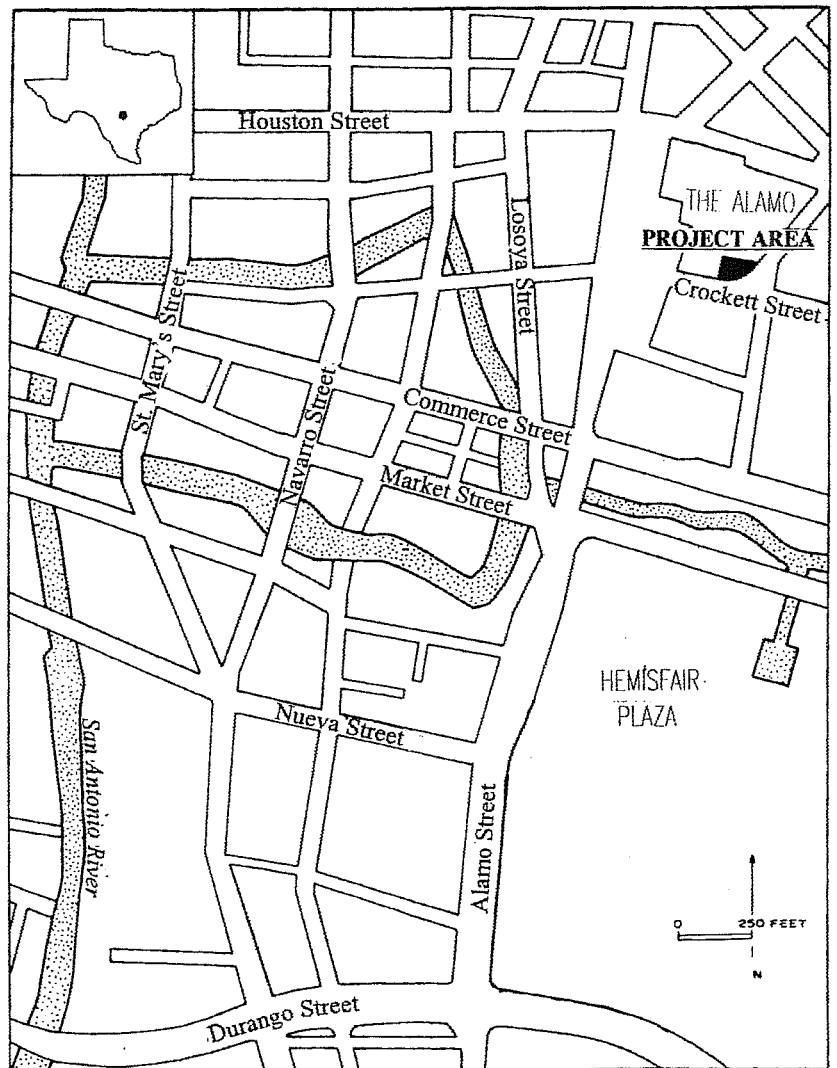 Houston Street
THE ALAMO
PROJECT AREA
Losoya Street
Crockett Street
St. Mary's Street
Navarro Street
Commerce Street
Market Street
HEMISFAIR
PLAZA
Nueva Street
San Antonio River
Alamo Street
0 250 FEET
N
Durango Street